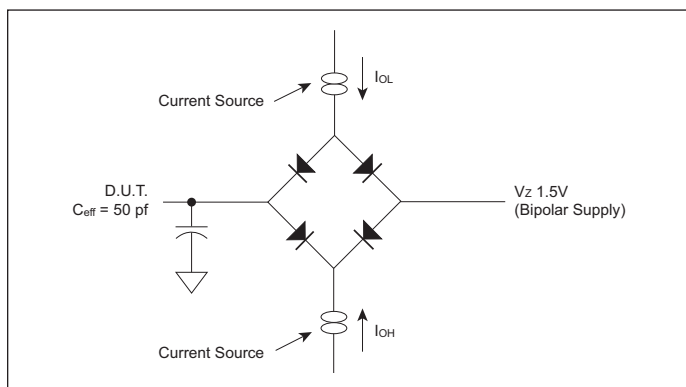 IOL
Current Source
D.U.T.
Ceff = 50 pf
Vz 1.5V
(Bipolar Supply)
IOH
Current Source